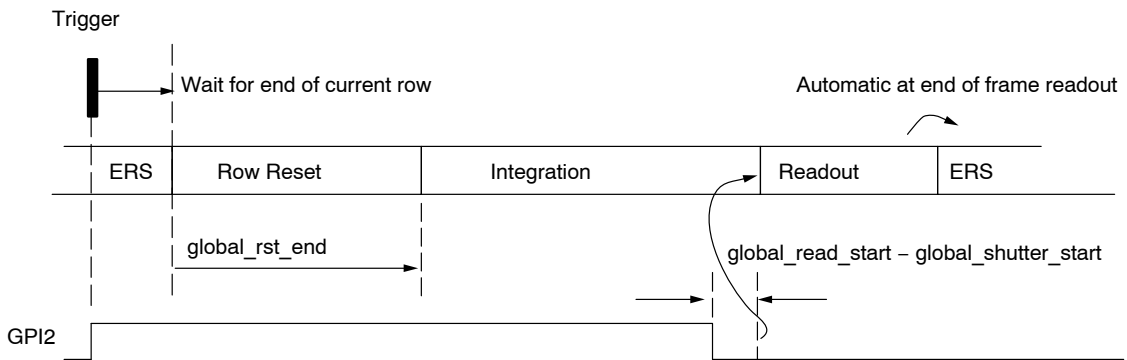 Trigger
Wait for end of current row
Automatic at end of frame readout
ERS Row Reset Integration Readout ERS
global_rst_end
global_read_start − global_shutter_start
GPI2